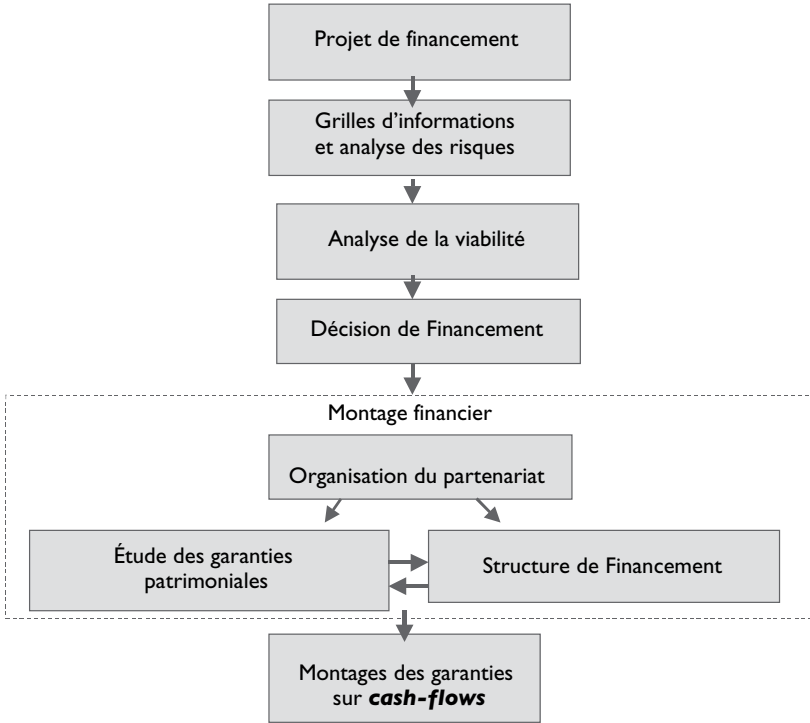 Projet de financement
Grilles d'informations
et analyse des risques
Analyse de la viabilité
Décision de Financement
Montage financier
Organisation du partenariat
Étude des garanties
patrimoniales
Structure de Financement
Montages des garanties
sur cash-flows